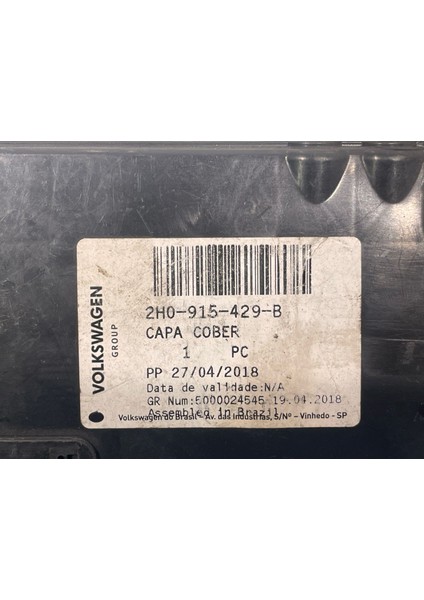 VOLKSWAGEN
GROUP
2H0-915-429-B
CAPA COBER
1 PC
PP 27/04/2018
Data de validade:N/A
GR Num:5000024545 19.04.2018
Assembled in Brazil
Volkswagen do Brasil – Av. das Indústrias, S/Nº – Vinhedo – SP